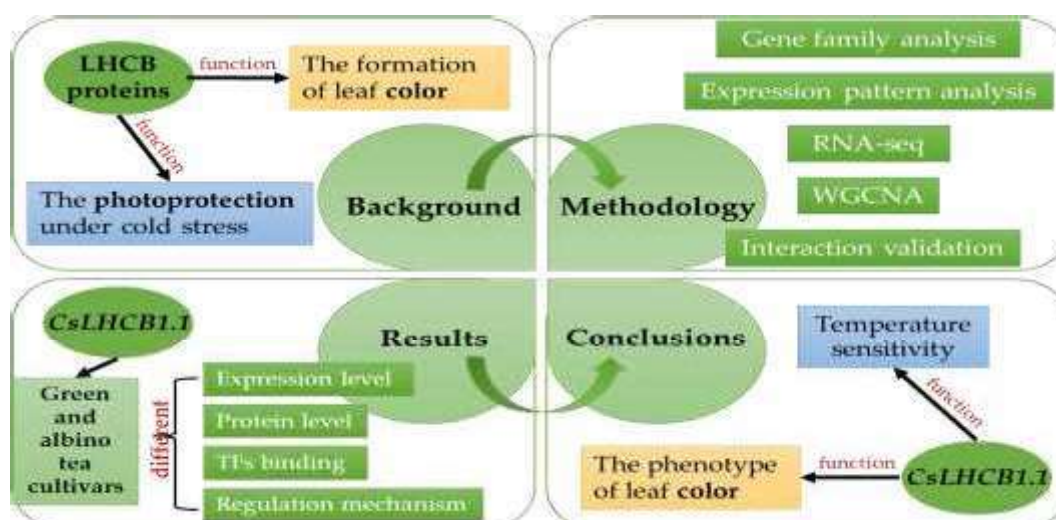 LHCB
proteins
function
The formation
of leaf color
function
The photoprotection
under cold stress
Background
Methodology
Gene family analysis
Expression pattern analysis
RNA-seq
WGCNA
Interaction validation
CsLHCB1.1
Green
and
albino
tea
cultivars
different
Expression level
Protein level
TFs binding
Regulation mechanism
Results
Conclusions
Temperature
sensitivity
function
The phenotype
of leaf color
function
CsLHCB1.1